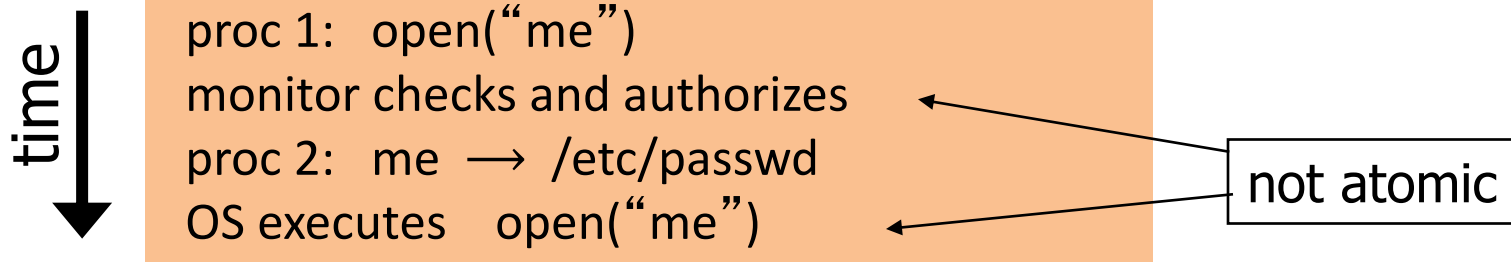 time
proc 1: open(“me”)
monitor checks and authorizes
proc 2: me → /etc/passwd
OS executes open(“me”)
not atomic